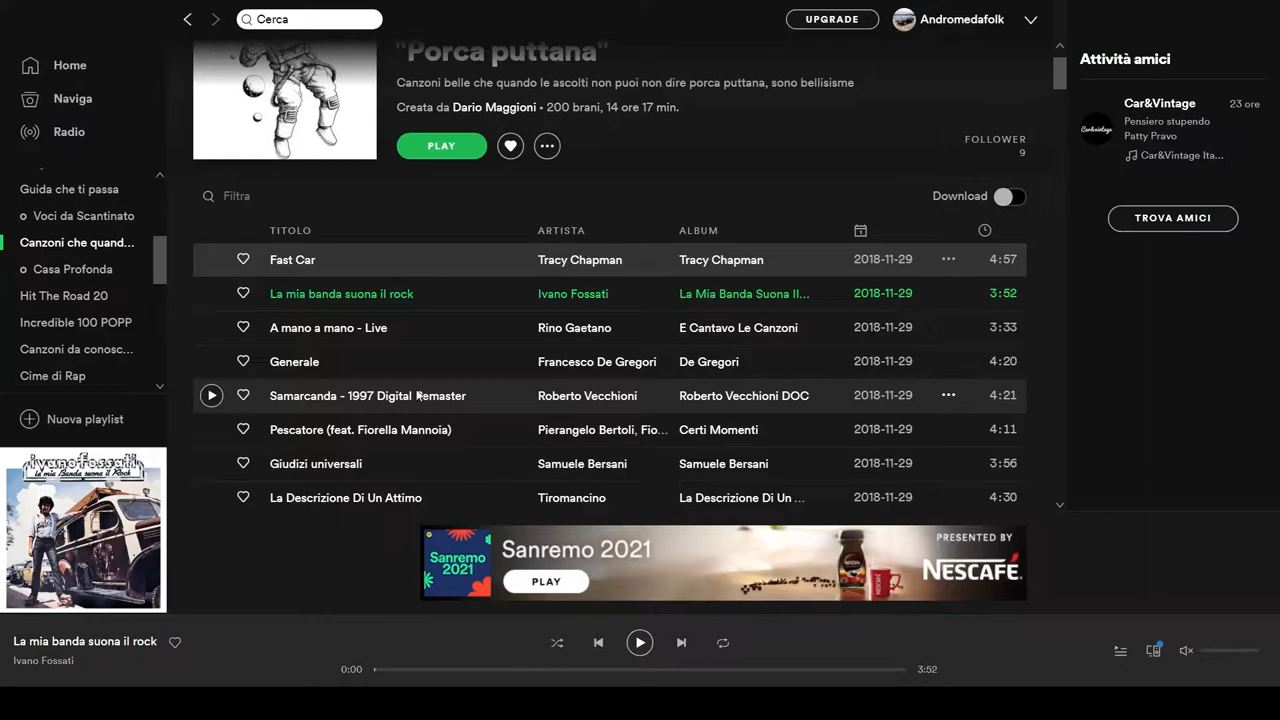 Cerca
UPGRADE
Andromedafolk
Home
Naviga
Radio
Guida che ti passa
Voci da Scantinato
Canzoni che quand...
Casa Profonda
Hit The Road 20
Incredible 100 POPP
Canzoni da conosc...
Cime di Rap
Nuova playlist
"Porca puttana"
Canzoni belle che quando le ascolti non puoi non dire porca puttana, sono bellisisme
Creata da Dario Maggioni • 200 brani, 14 ore 17 min.
PLAY
FOLLOWER
9
Filtra
Download
TITOLO ARTISTA ALBUM
Fast Car Tracy Chapman Tracy Chapman 2018-11-29 4:57
La mia banda suona il rock Ivano Fossati La Mia Banda Suona Il... 2018-11-29 3:52
A mano a mano - Live Rino Gaetano E Cantavo Le Canzoni 2018-11-29 3:33
Generale Francesco De Gregori De Gregori 2018-11-29 4:20
Samarcanda - 1997 Digital Remaster Roberto Vecchioni Roberto Vecchioni DOC 2018-11-29 4:21
Pescatore (feat. Fiorella Mannoia) Pierangelo Bertoli, Fio... Certi Momenti 2018-11-29 4:11
Giudizi universali Samuele Bersani Samuele Bersani 2018-11-29 3:56
La Descrizione Di Un Attimo Tiromancino La Descrizione Di Un ... 2018-11-29 4:30
Attività amici
Car&Vintage 23 ore
Pensiero stupendo
Patty Pravo
Car&Vintage Ita...
Car&vintage
TROVA AMICI
Sanremo
2021
Sanremo 2021
PLAY
PRESENTED BY
NESCAFÉ.
ivano fossati
la mia Banda suona il Rock
La mia banda suona il rock
Ivano Fossati
0:00
3:52